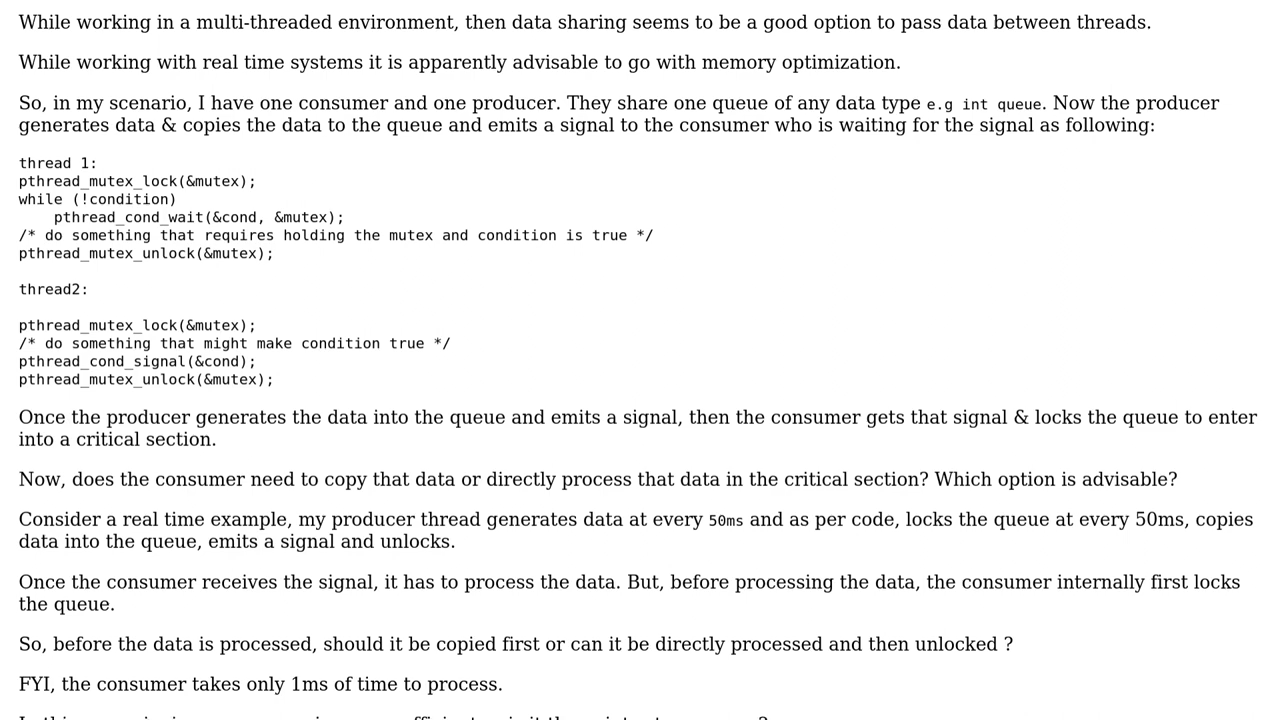 While working in a multi-threaded environment, then data sharing seems to be a good option to pass data between threads.
While working with real time systems it is apparently advisable to go with memory optimization.
So, in my scenario, I have one consumer and one producer. They share one queue of any data type e.g int queue. Now the producer
generates data & copies the data to the queue and emits a signal to the consumer who is waiting for the signal as following:
thread 1:
pthread_mutex_lock(&mutex);
while (!condition)
    pthread_cond_wait(&cond, &mutex);
/* do something that requires holding the mutex and condition is true */
pthread_mutex_unlock(&mutex);
thread2:
pthread_mutex_lock(&mutex);
/* do something that might make condition true */
pthread_cond_signal(&cond);
pthread_mutex_unlock(&mutex);
Once the producer generates the data into the queue and emits a signal, then the consumer gets that signal & locks the queue to enter
into a critical section.
Now, does the consumer need to copy that data or directly process that data in the critical section? Which option is advisable?
Consider a real time example, my producer thread generates data at every 50ms and as per code, locks the queue at every 50ms, copies
data into the queue, emits a signal and unlocks.
Once the consumer receives the signal, it has to process the data. But, before processing the data, the consumer internally first locks
the queue.
So, before the data is processed, should it be copied first or can it be directly processed and then unlocked ?
FYI, the consumer takes only 1ms of time to process.